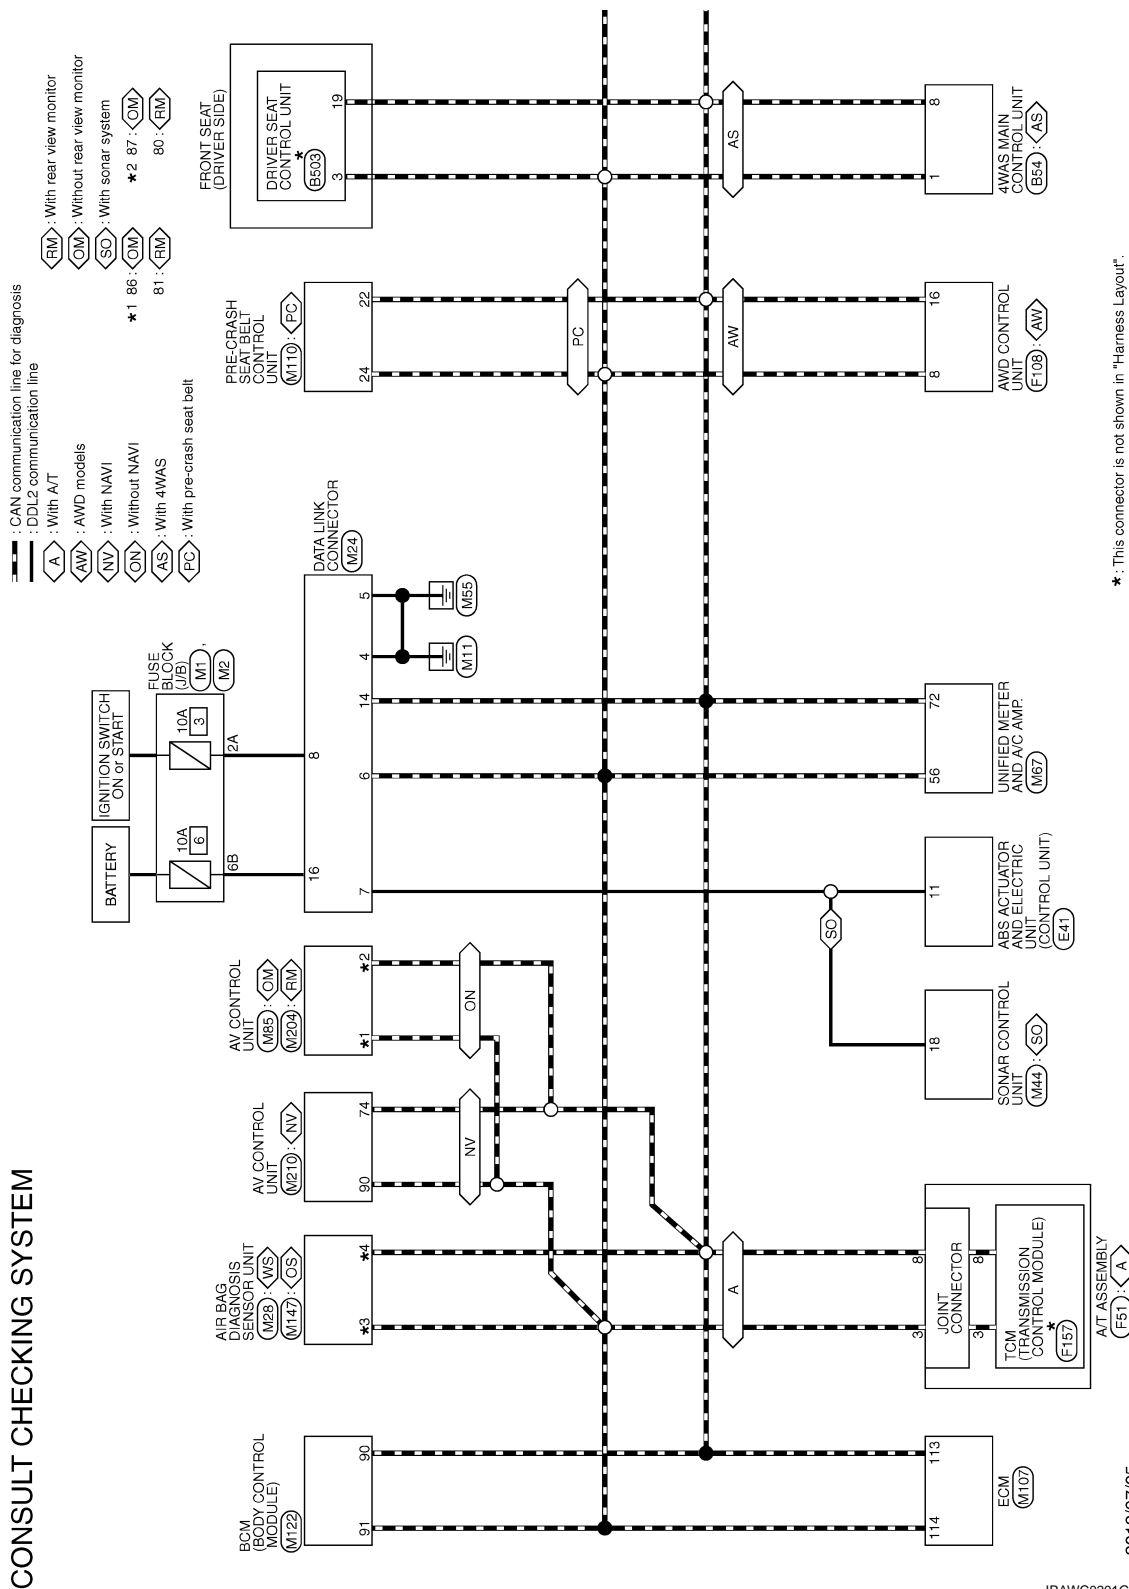 CONSULT CHECKING SYSTEM
: CAN communication line for diagnosis
: DDL2 communication line
A : With A/T
AW : AWD models
NV : With NAVI
ON : Without NAVI
AS : With 4WAS
PC : With pre-crash seat belt
RM : With rear view monitor
OM : Without rear view monitor
SO : With sonar system
*1 86 : OM
81 : RM
*2 87 : OM
80 : RM
BATTERY
IGNITION SWITCH
ON or START
10A
6
10A
3
FUSE
BLOCK
(J/B)
M1 ,
M2
6B
2A
BCM
(BODY CONTROL
MODULE)
M122
91
90
AIR BAG
DIAGNOSIS
SENSOR UNIT
M28 : WS
M147 : OS
*3
*4
AV CONTROL
UNIT
M210 : NV
90
74
NV
AV CONTROL
UNIT
M85 : OM
M204 : RM
*1
*2
ON
DATA LINK
CONNECTOR
M24
16
8
7
6
14
4
5
M11
M55
PRE-CRASH
SEAT BELT
CONTROL
UNIT
M110 : PC
24
22
PC
FRONT SEAT
(DRIVER SIDE)
DRIVER SEAT
CONTROL UNIT
*
B503
3
19
A
SO
AW
AS
114
113
ECM
M107
3
8
JOINT
CONNECTOR
3
8
TCM
(TRANSMISSION
CONTROL MODULE)
*
F157
A/T ASSEMBLY
F51 : A
18
SONAR CONTROL
UNIT
M44 : SO
11
ABS ACTUATOR
AND ELECTRIC
UNIT
(CONTROL UNIT)
E41
56
72
UNIFIED METER
AND A/C AMP.
M67
8
16
AWD CONTROL
UNIT
F108 : AW
1
8
4WAS MAIN
CONTROL UNIT
B54 : AS
* : This connector is not shown in "Harness Layout".